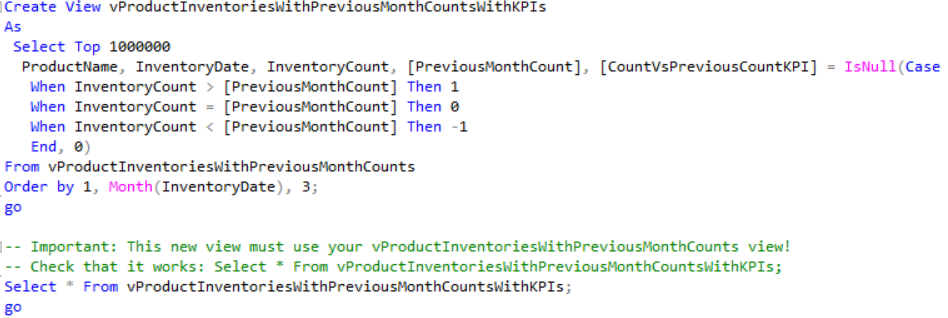 Create View vProductInventoriesWithPreviousMonthCountsWithKPIs
As
Select Top 1000000
ProductName, InventoryDate, InventoryCount, [PreviousMonthCount], [CountVsPreviousCountKPI] = IsNull(Case
When InventoryCount > [PreviousMonthCount] Then 1
When InventoryCount = [PreviousMonthCount] Then 0
When InventoryCount < [PreviousMonthCount] Then -1
End, 0)
From vProductInventoriesWithPreviousMonthCounts
Order by 1, Month(InventoryDate), 3;
go

-- Important: This new view must use your vProductInventoriesWithPreviousMonthCounts view!
-- Check that it works: Select * From vProductInventoriesWithPreviousMonthCountsWithKPIs;
Select * From vProductInventoriesWithPreviousMonthCountsWithKPIs;
go